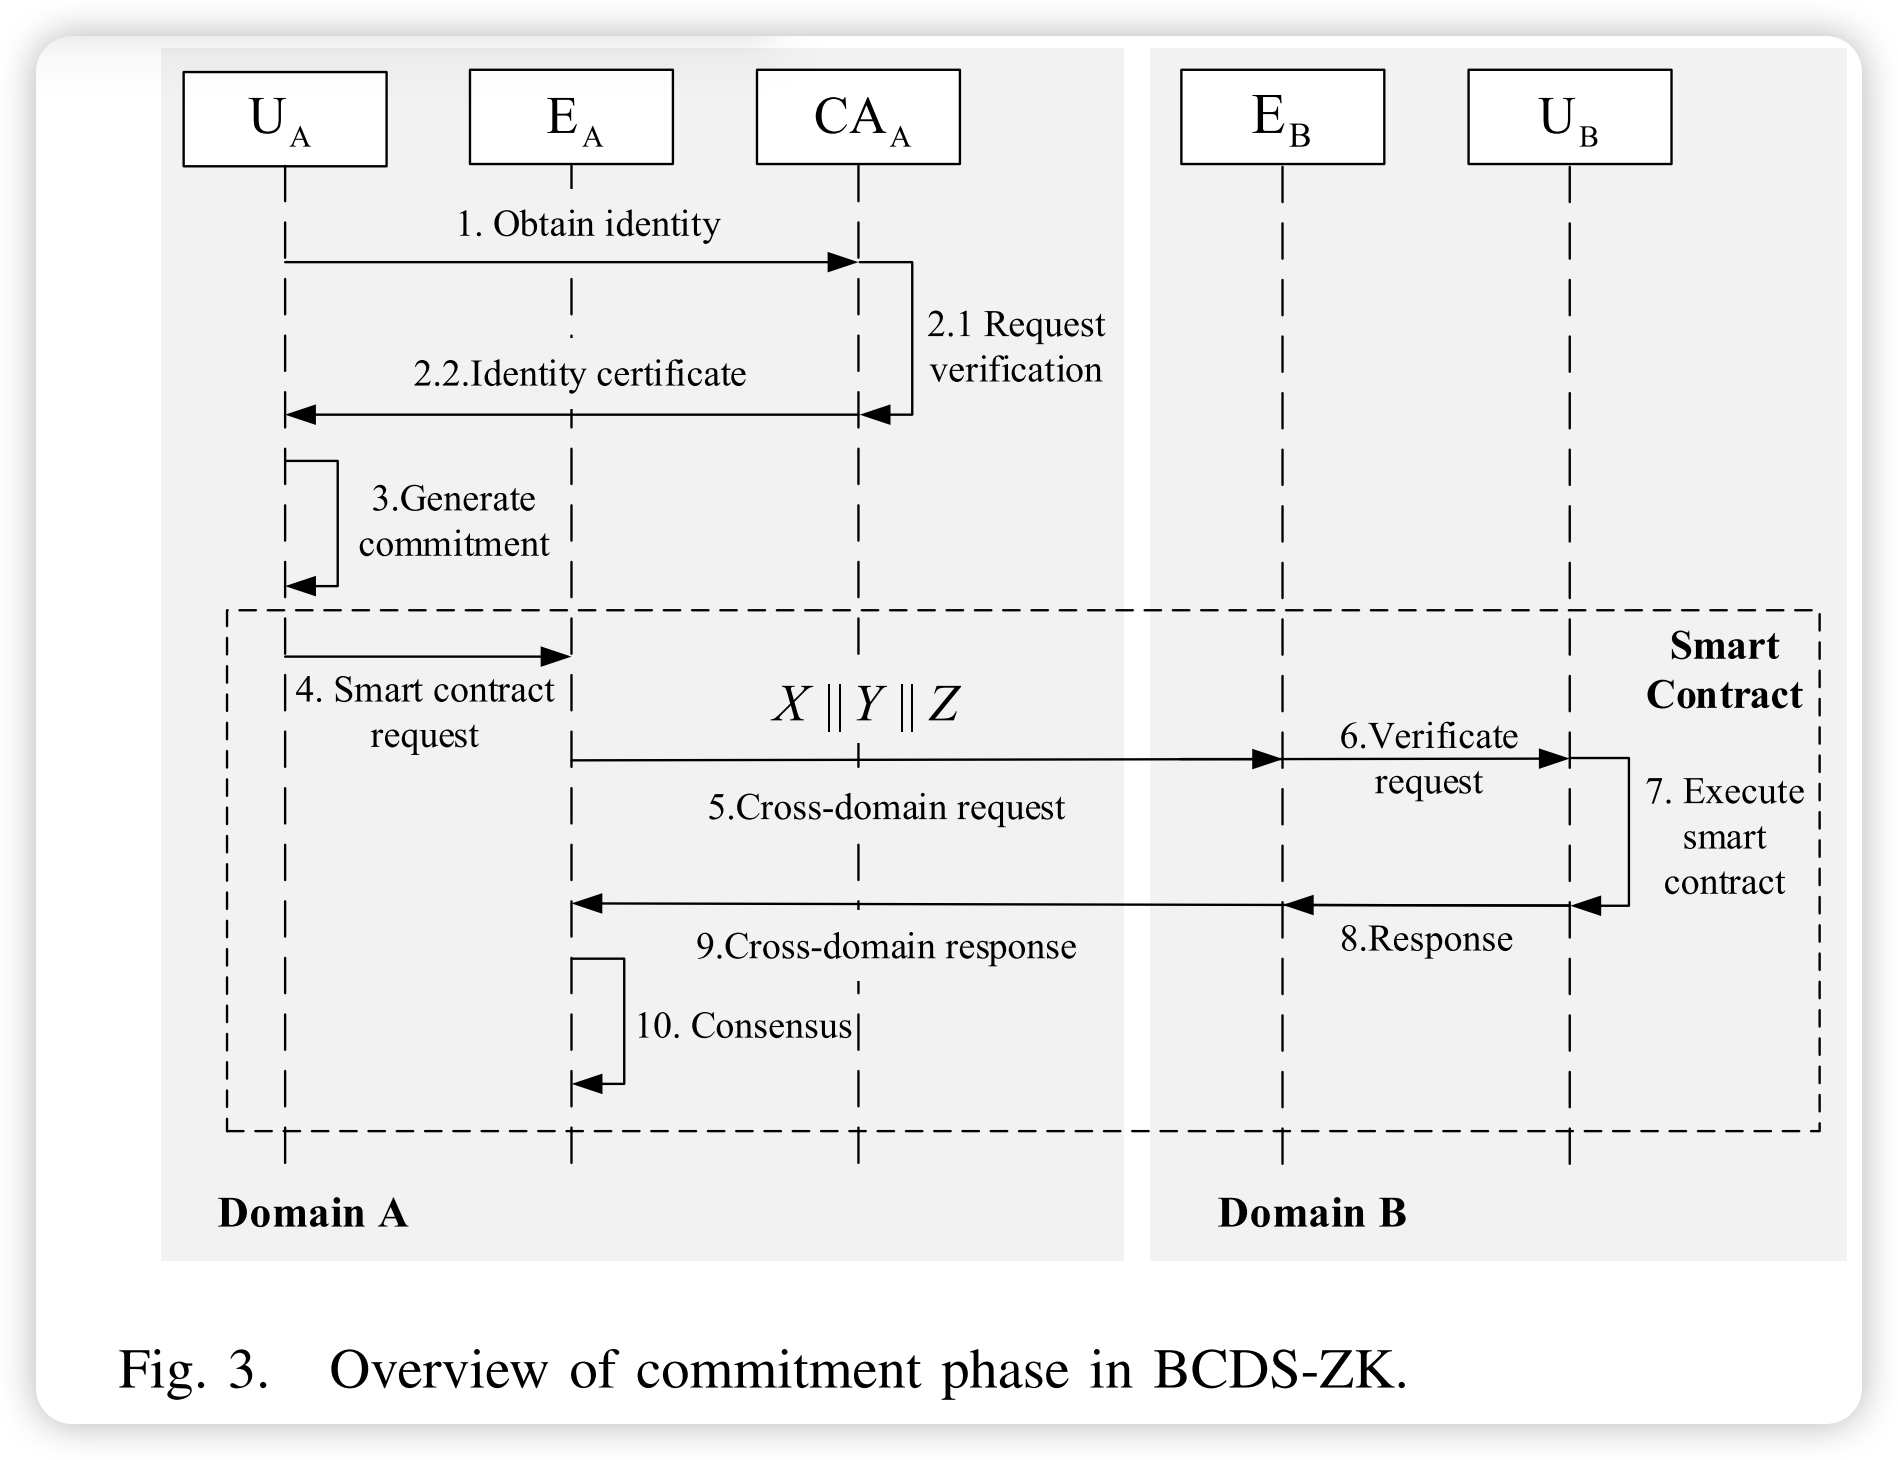 U_A
E_A
CA_A
E_B
U_B
1. Obtain identity
2.1 Request
verification
2.2.Identity certificate
3.Generate
commitment
Smart
Contract
4. Smart contract
request
X || Y || Z
5.Cross-domain request
6.Verificate
request
7. Execute
smart
contract
8.Response
9.Cross-domain response
10. Consensus
Domain A
Domain B
Fig. 3. Overview of commitment phase in BCDS-ZK.